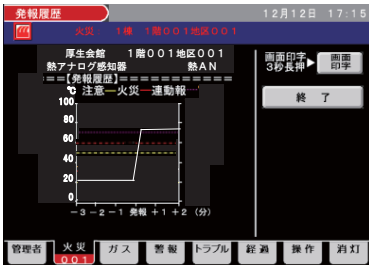 発報履歴 12月12日 17:15
火災 1棟 1階001地区001
厚生会館 1階001地区001
熱アナログ感知器 熱AN
==【発報履歴】==========
℃ 注意—火災—連動報
100
80
60
40
20
0
-3 -2 -1 発報 +1 +2 (分)
画面印字▶
3秒長押
画面
印字
終 了
管理者 火災 ガス 警報 トラブル 経過 操作 消灯
001